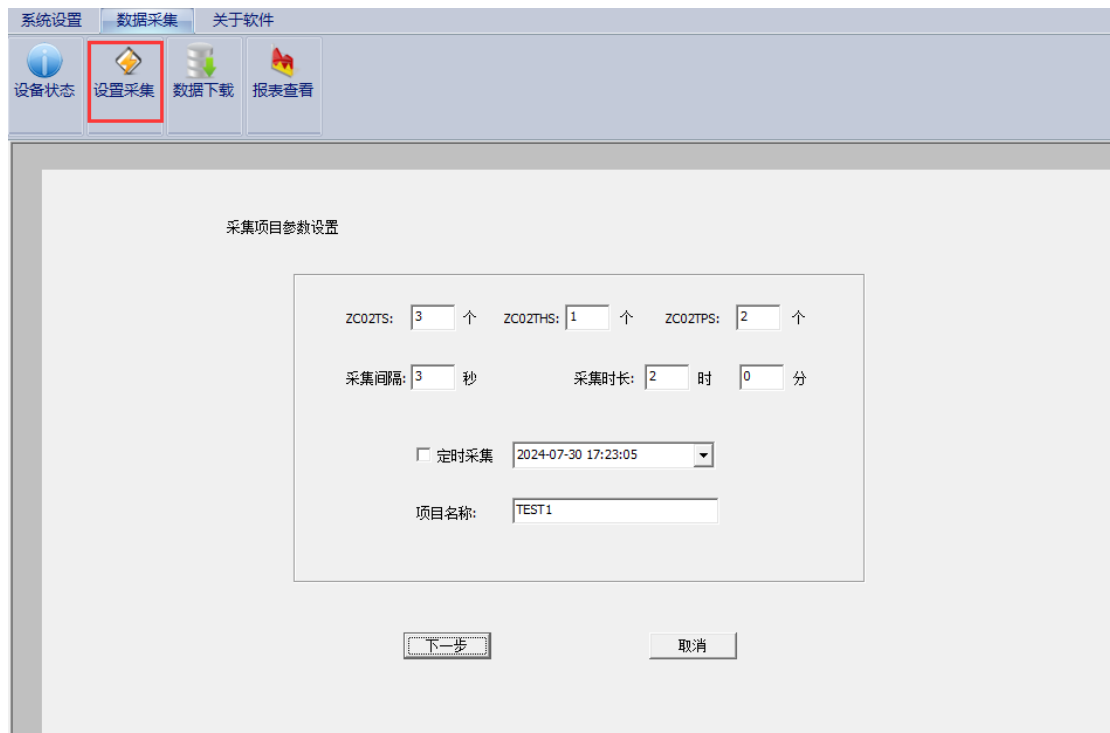 系统设置 数据采集 关于软件
设备状态 设置采集 数据下载 报表查看
采集项目参数设置
ZC02TS: 3 个 ZC02THS: 1 个 ZC02TPS: 2 个
采集间隔: 3 秒 采集时长: 2 时 0 分
定时采集 2024-07-30 17:23:05
项目名称: TEST1
下一步 取消